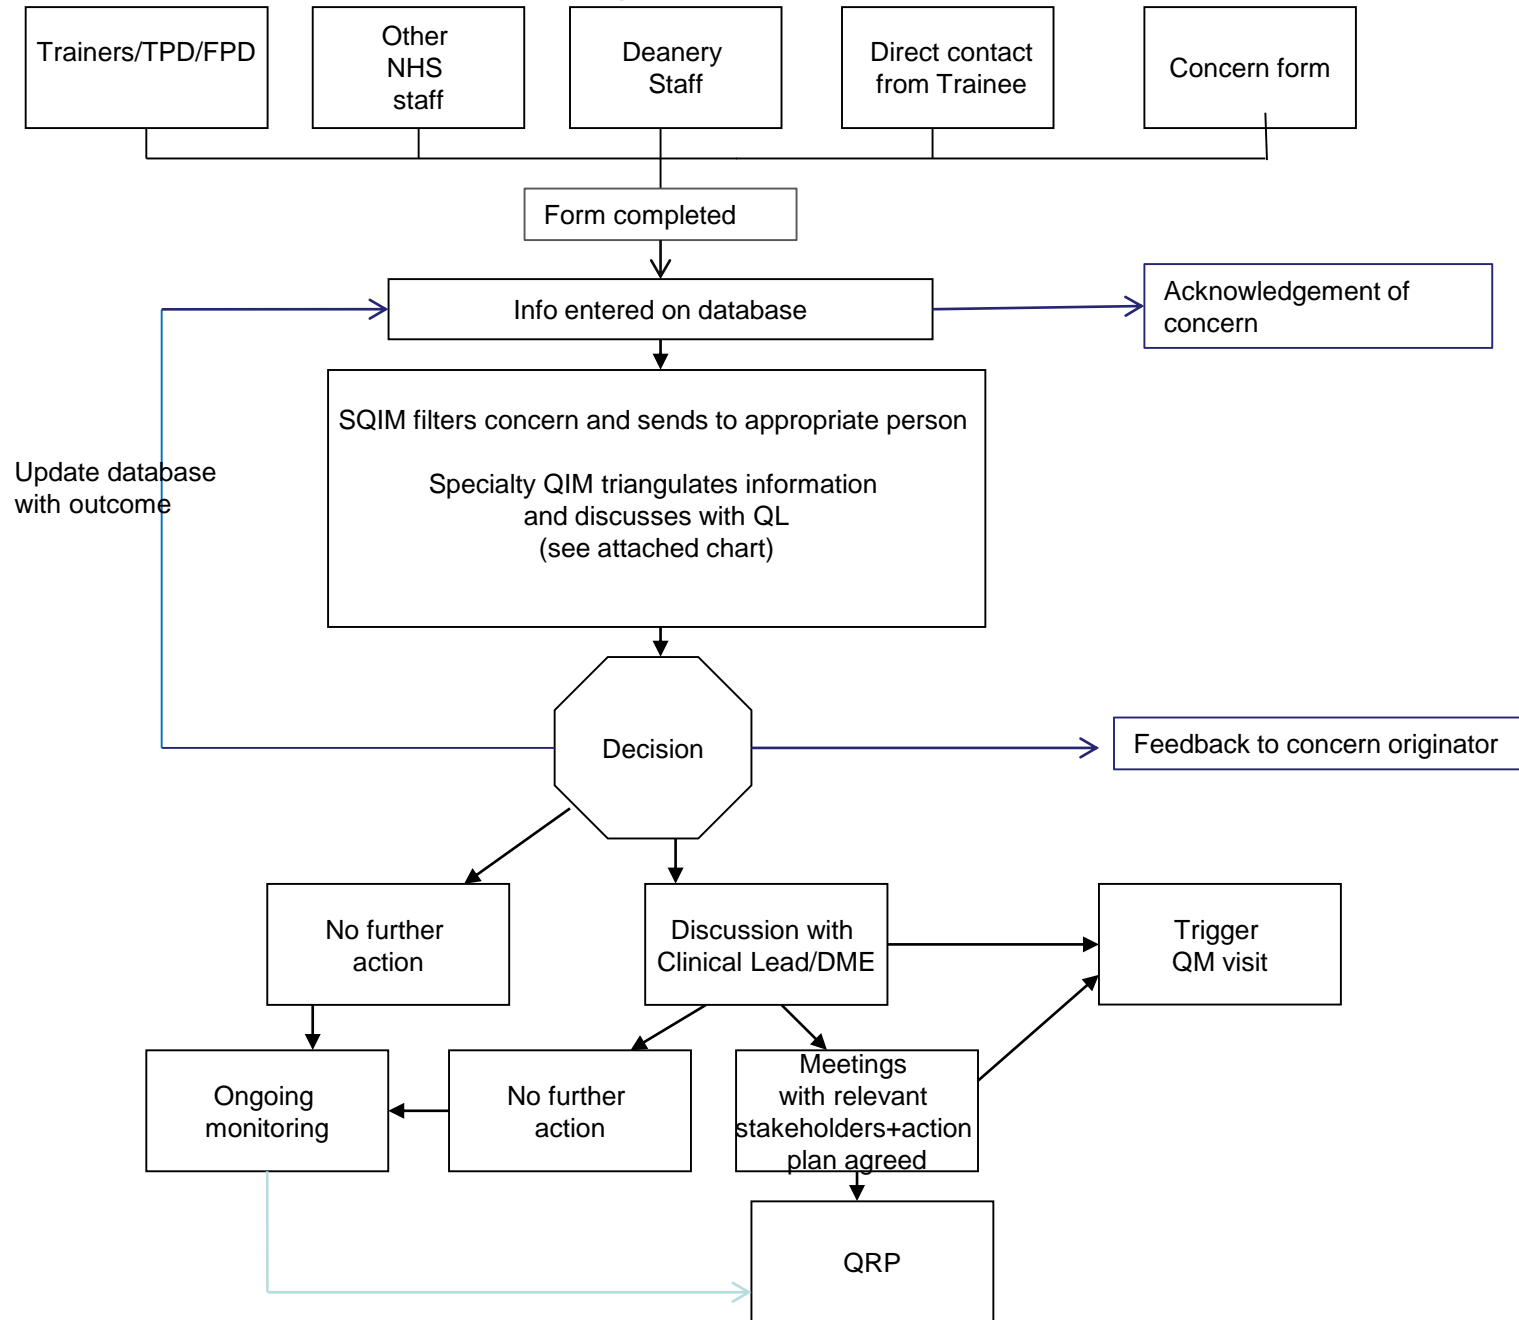 Trainers/TPD/FPD
Other
NHS
staff
Deanery
Staff
Direct contact
from Trainee
Concern form
Form completed
Info entered on database
Acknowledgement of
concern
SQIM filters concern and sends to appropriate person
Specialty QIM triangulates information
and discusses with QL
(see attached chart)
Update database
with outcome
Decision
Feedback to concern originator
No further
action
Discussion with
Clinical Lead/DME
Trigger
QM visit
Ongoing
monitoring
No further
action
Meetings
with relevant
stakeholders+action
plan agreed
QRP